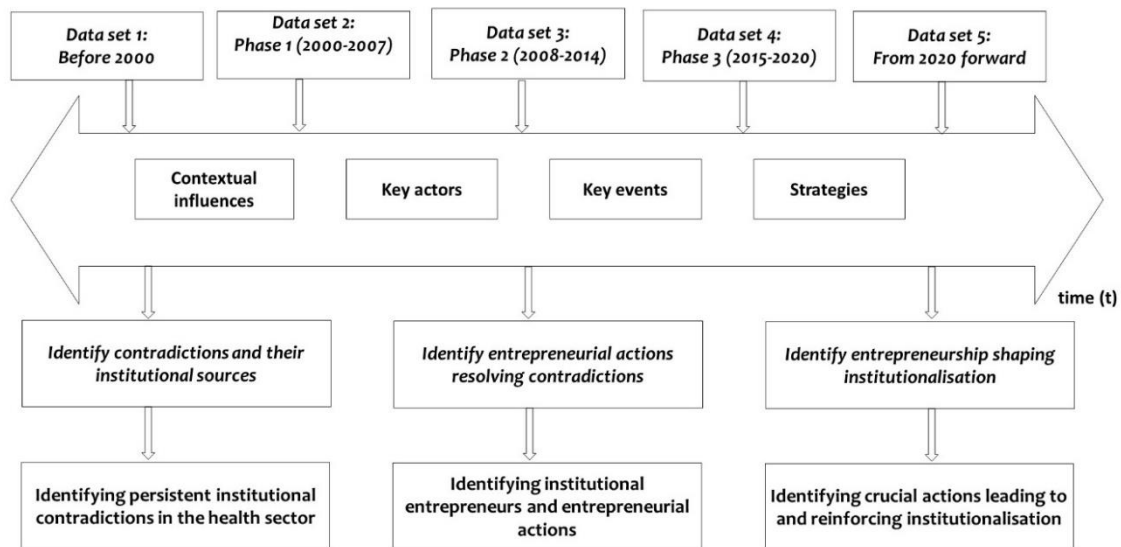 Data set 1:
Before 2000
Data set 2:
Phase 1 (2000-2007)
Data set 3:
Phase 2 (2008-2014)
Data set 4:
Phase 3 (2015-2020)
Data set 5:
From 2020 forward
Contextual
influences
Key actors
Key events
Strategies
time (t)
Identify contradictions and their
institutional sources
Identify entrepreneurial actions
resolving contradictions
Identify entrepreneurship shaping
institutionalisation
Identifying persistent institutional
contradictions in the health sector
Identifying institutional
entrepreneurs and entrepreneurial
actions
Identifying crucial actions leading to
and reinforcing institutionalisation